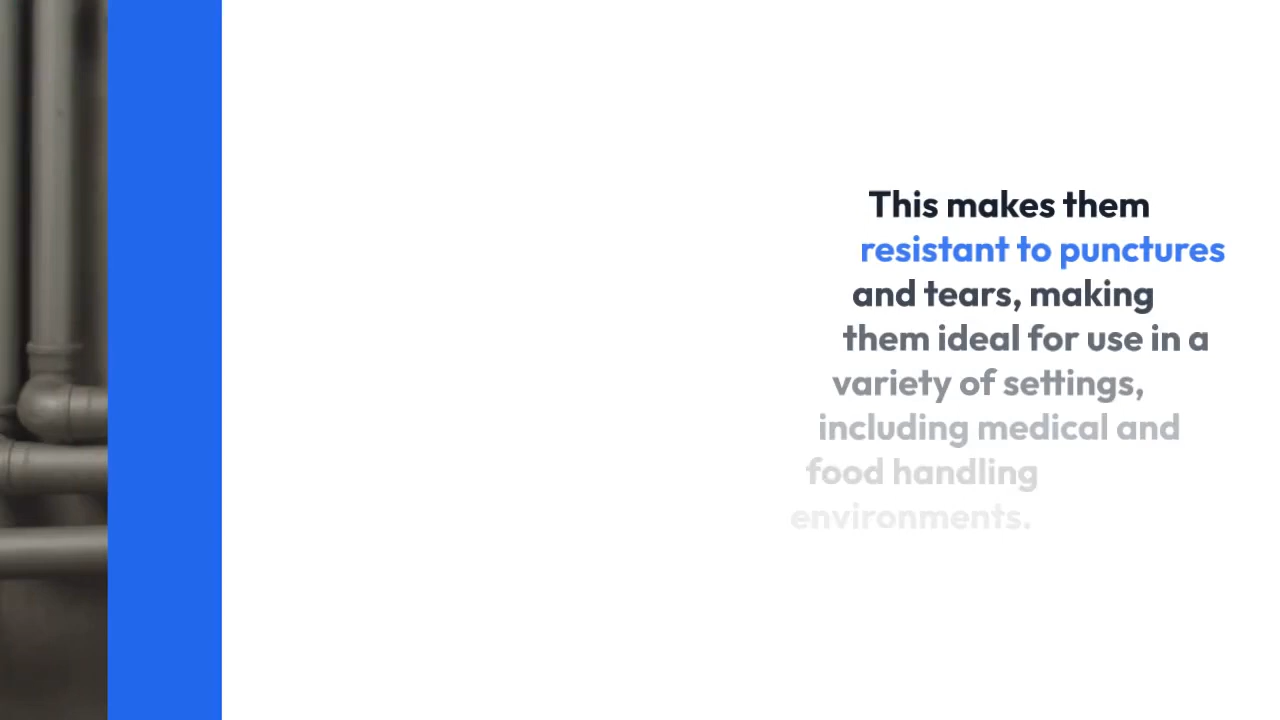 This makes them
resistant to punctures
and tears, making
them ideal for use in a
variety of settings,
including medical and
food handling
environments.